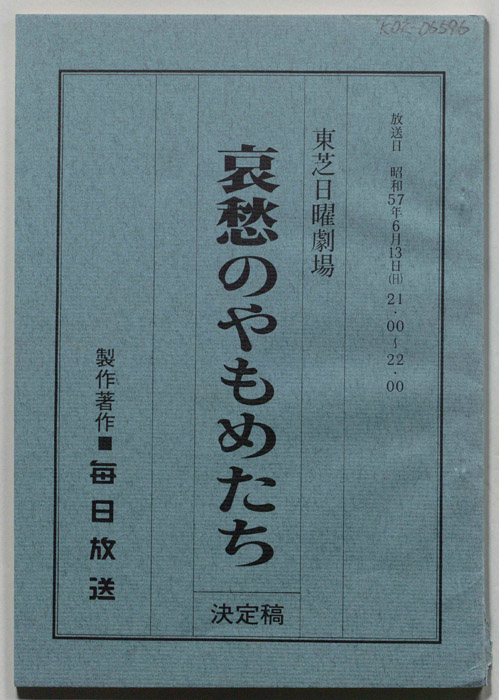 KOZ-06596
放送日 昭和57年6月13日(日) 21・00～22・00
東芝日曜劇場
哀愁のやもめたち
決定稿
製作著作■毎日放送